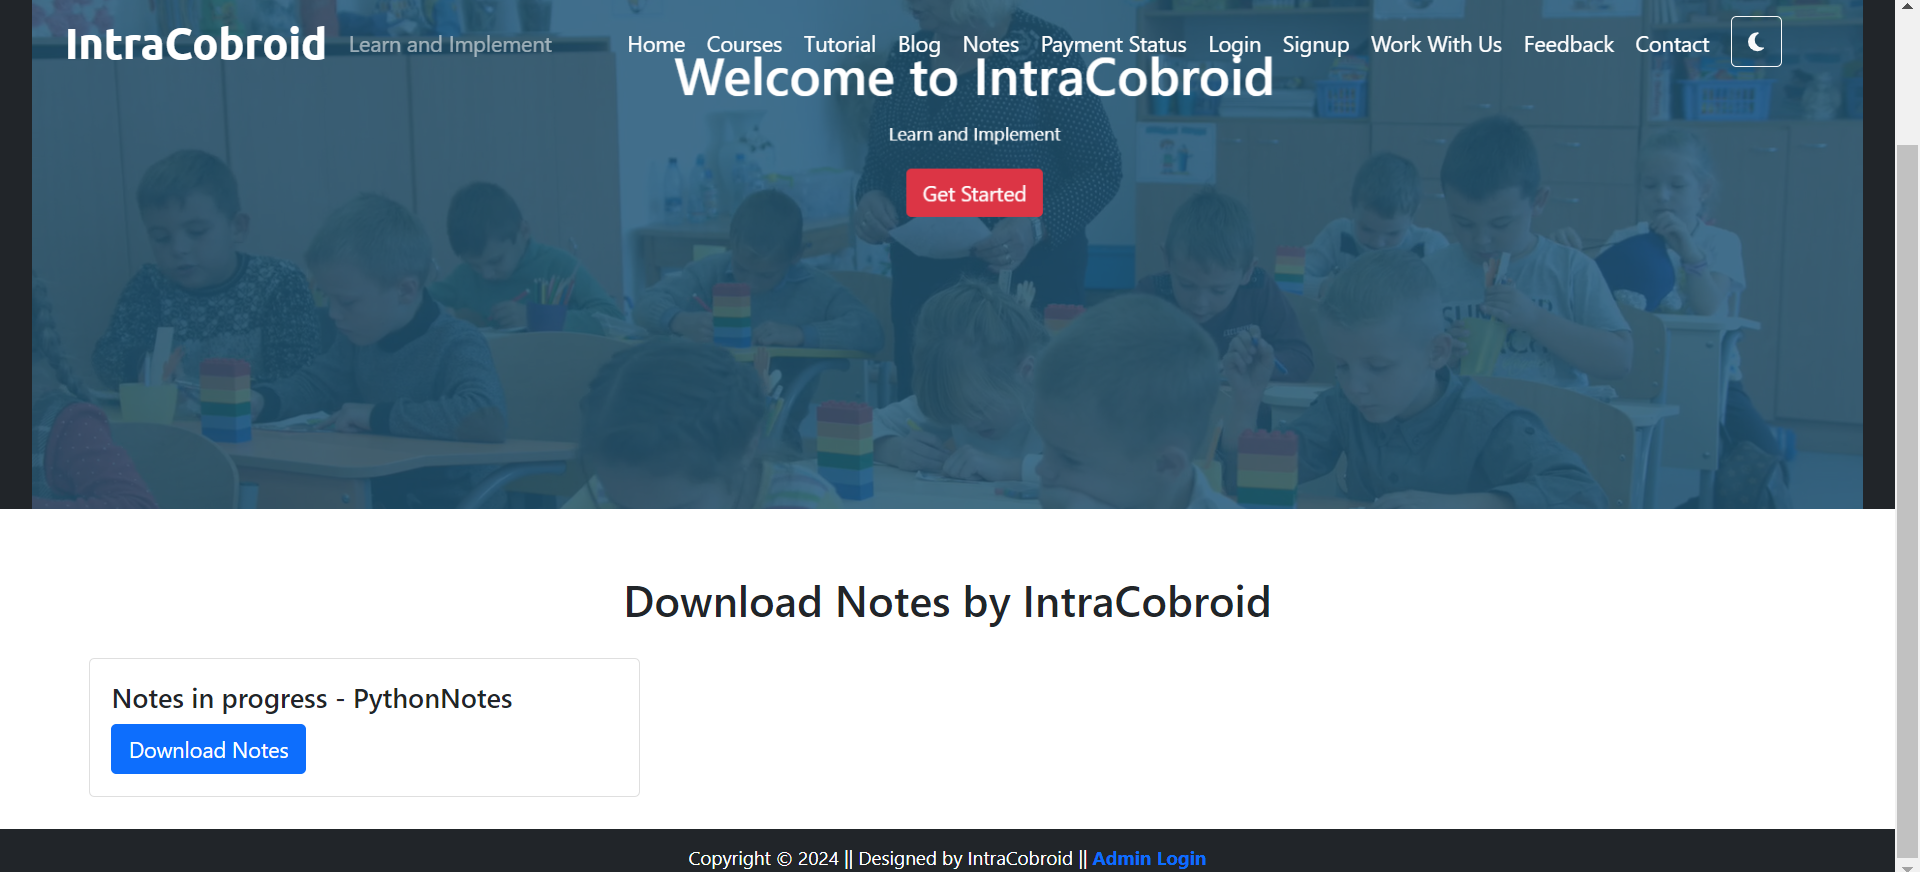 IntraCobroid Learn and Implement Home Courses Tutorial Blog Notes Payment Status Login Signup Work With Us Feedback Contact
Welcome to IntraCobroid
Learn and Implement
Get Started
Download Notes by IntraCobroid
Notes in progress - PythonNotes
Download Notes
Copyright © 2024 || Designed by IntraCobroid || Admin Login